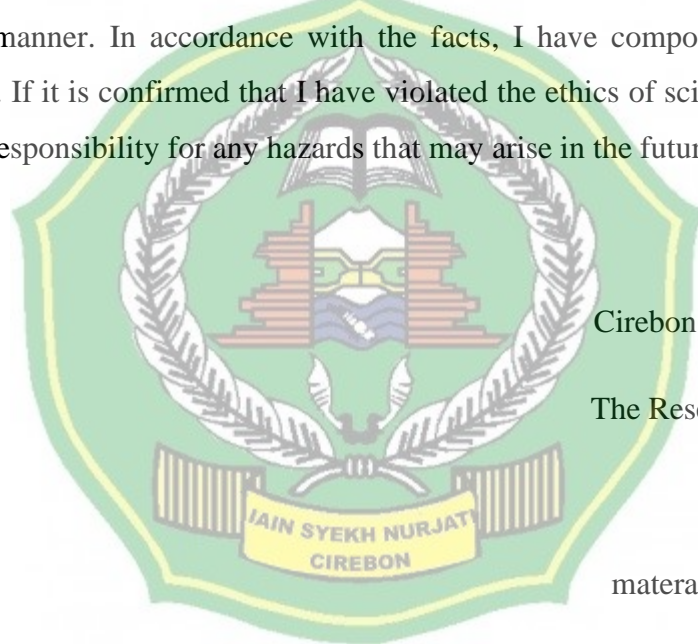 manner. In accordance with the facts, I have compo
. If it is confirmed that I have violated the ethics of sci
esponsibility for any hazards that may arise in the futur
Cirebon
The Rese
IAIN SYEKH NURJATI
CIREBON
matera